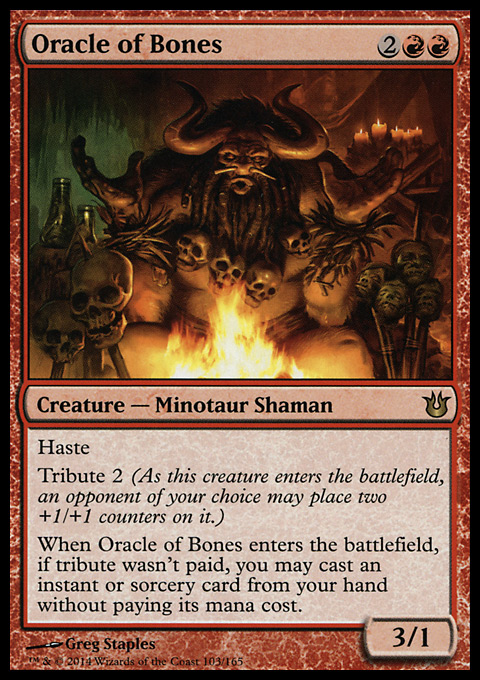 Oracle of Bones 2
Creature — Minotaur Shaman
Haste
Tribute 2 (As this creature enters the battlefield,
an opponent of your choice may place two
+1/+1 counters on it.)
When Oracle of Bones enters the battlefield,
if tribute wasn't paid, you may cast an
instant or sorcery card from your hand
without paying its mana cost.
3/1
Greg Staples
™ & © 2014 Wizards of the Coast 103/165